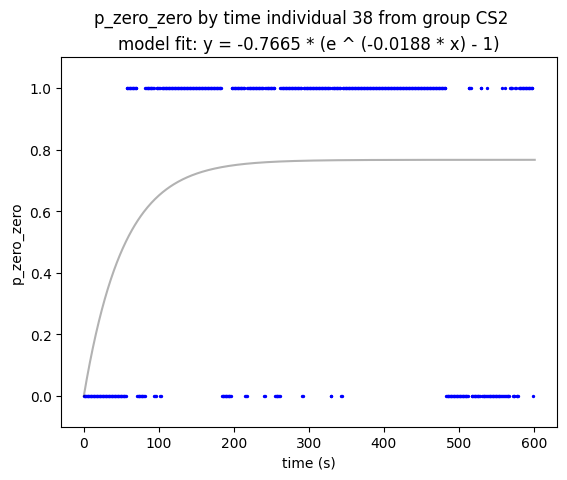 p_zero_zero by time individual 38 from group CS2
model fit: y = -0.7665 * (e ^ (-0.0188 * x) - 1)
1.0
0.8
0.6
0.4
0.2
0.0
p_zero_zero
0 100 200 300 400 500 600
time (s)